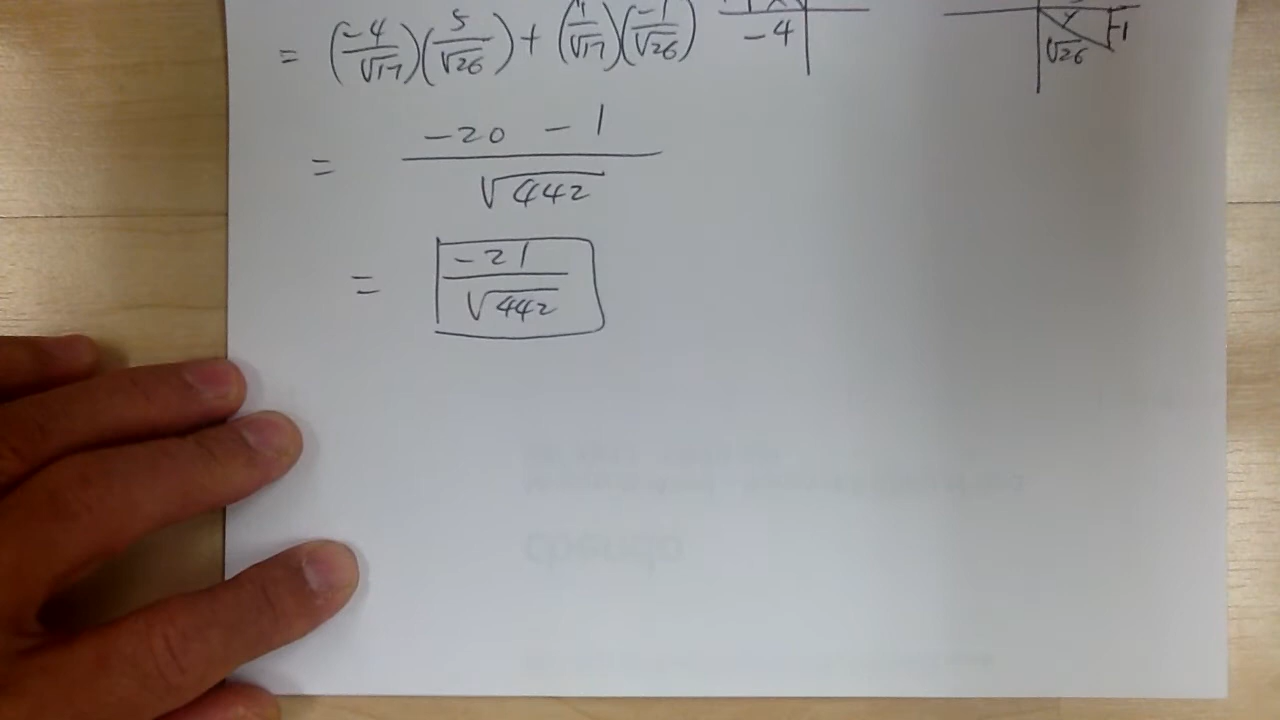 = (-4/√17)(5/√26) + (1/√17)(-1/√26)
-4
√26
-1
= -20 - 1 / √442
= -21 / √442